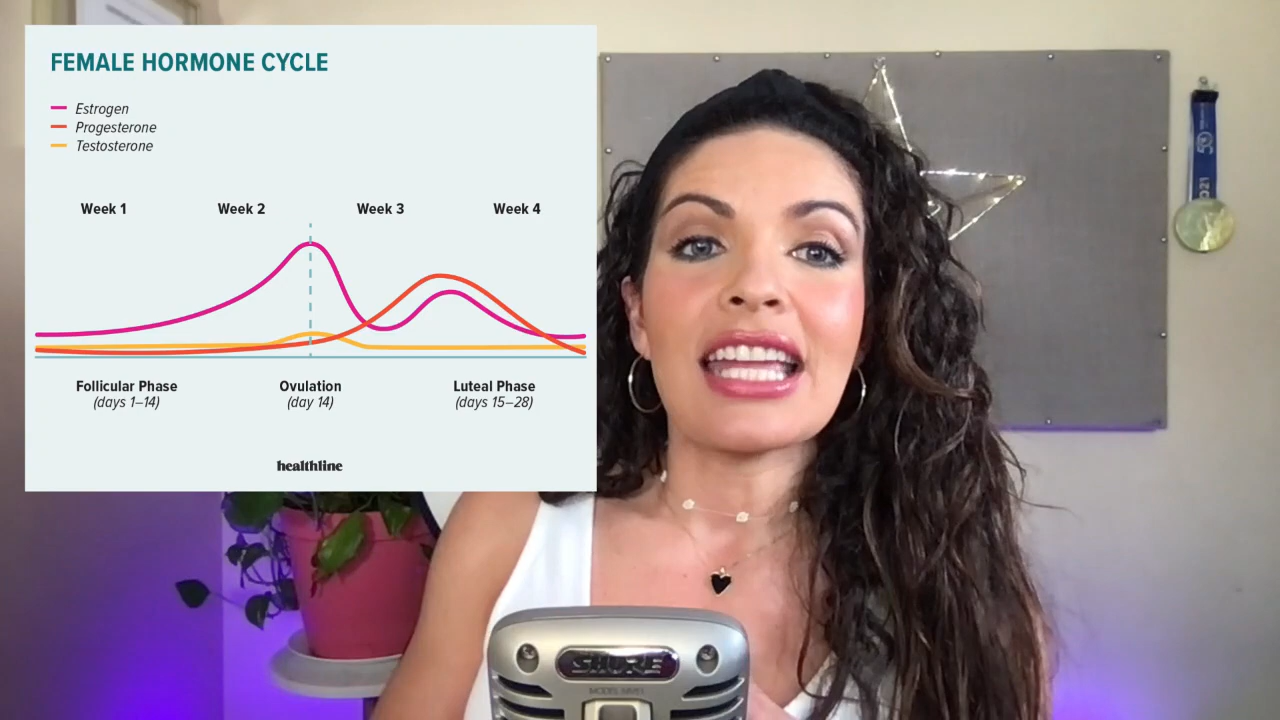 FEMALE HORMONE CYCLE
Estrogen
Progesterone
Testosterone
Week 1 Week 2 Week 3 Week 4
Follicular Phase Ovulation Luteal Phase
(days 1–14) (day 14) (days 15–28)
healthline
SHURE